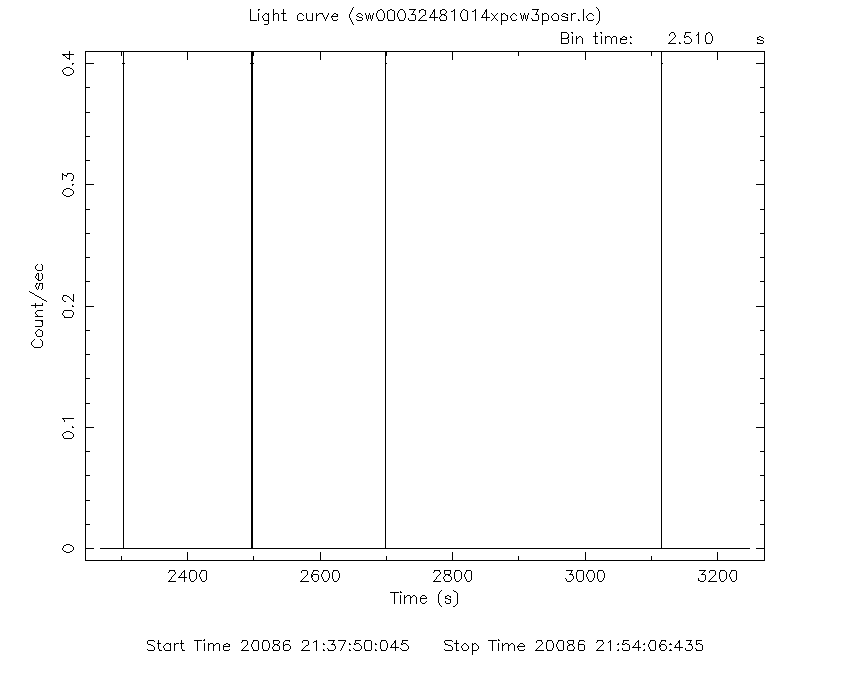 Light curve (sw00032481014xpcw3posr.lc)
Bin time: 2.510 s
0.4
0.3
0.2
0.1
0
Count/sec
2400 2600 2800 3000 3200
Time (s)
Start Time 20086 21:37:50:045 Stop Time 20086 21:54:06:435